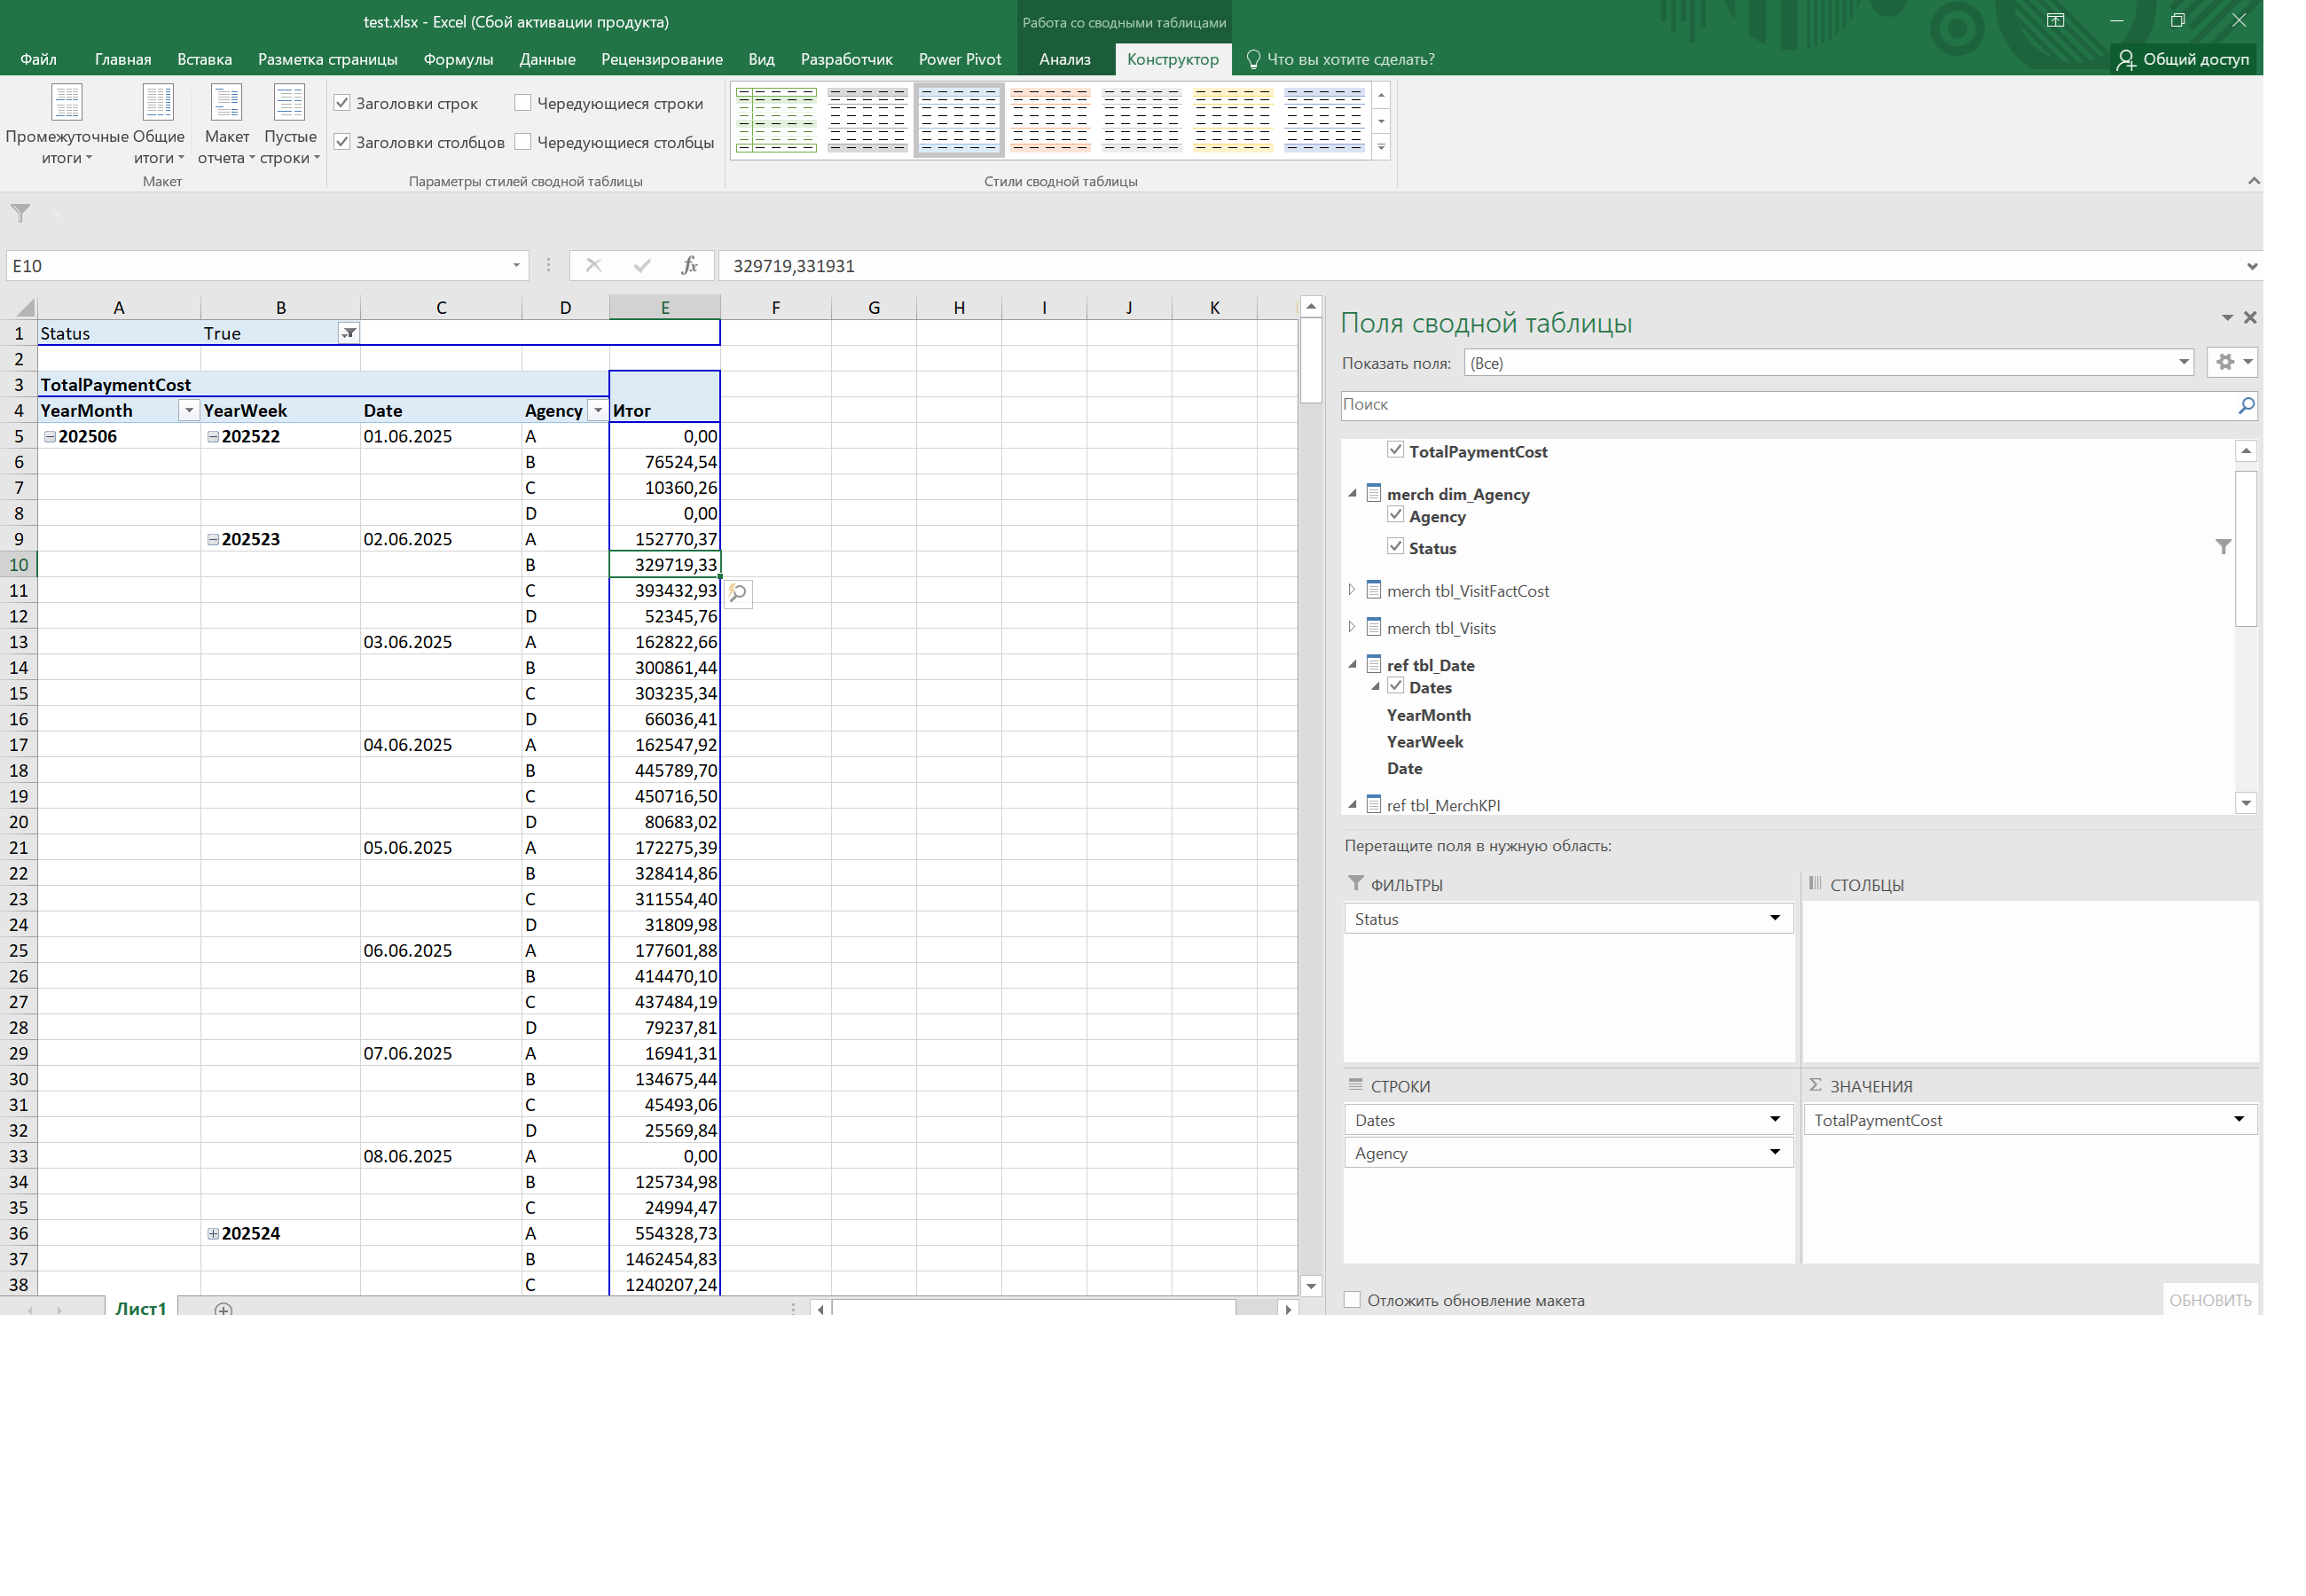 test.xlsx - Excel (Сбой активации продукта)
Работа со сводными таблицами
Файл Главная Вставка Разметка страницы Формулы Данные Рецензирование Вид Разработчик Power Pivot Анализ Конструктор Что вы хотите сделать? Общий доступ
Промежуточные итоги
Общие итоги
Макет отчета
Пустые строки
Макет
Заголовки строк
Чередующиеся строки
Заголовки столбцов
Чередующиеся столбцы
Параметры стилей сводной таблицы
Стили сводной таблицы
E10
fx
329719,331931
A B C D E F G H I J K
1 Status True
2
3 TotalPaymentCost
4 YearMonth YearWeek Date Agency Итог
5 202506 202522 01.06.2025 A 0,00
6 B 76524,54
7 C 10360,26
8 D 0,00
9 202523 02.06.2025 A 152770,37
10 B 329719,33
11 C 393432,93
12 D 52345,76
13 03.06.2025 A 162822,66
14 B 300861,44
15 C 303235,34
16 D 66036,41
17 04.06.2025 A 162547,92
18 B 445789,70
19 C 450716,50
20 D 80683,02
21 05.06.2025 A 172275,39
22 B 328414,86
23 C 311554,40
24 D 31809,98
25 06.06.2025 A 177601,88
26 B 414470,10
27 C 437484,19
28 D 79237,81
29 07.06.2025 A 16941,31
30 B 134675,44
31 C 45493,06
32 D 25569,84
33 08.06.2025 A 0,00
34 B 125734,98
35 C 24994,47
36 202524 A 554328,73
37 B 1462454,83
38 C 1240207,24
Лист1
Поля сводной таблицы
Показать поля: (Все)
Поиск
TotalPaymentCost
merch dim_Agency
Agency
Status
merch tbl_VisitFactCost
merch tbl_Visits
ref tbl_Date
Dates
YearMonth
YearWeek
Date
ref tbl_MerchKPI
Перетащите поля в нужную область:
ФИЛЬТРЫ
Status
СТОЛБЦЫ
СТРОКИ
Dates
Agency
Σ ЗНАЧЕНИЯ
TotalPaymentCost
Отложить обновление макета
ОБНОВИТЬ